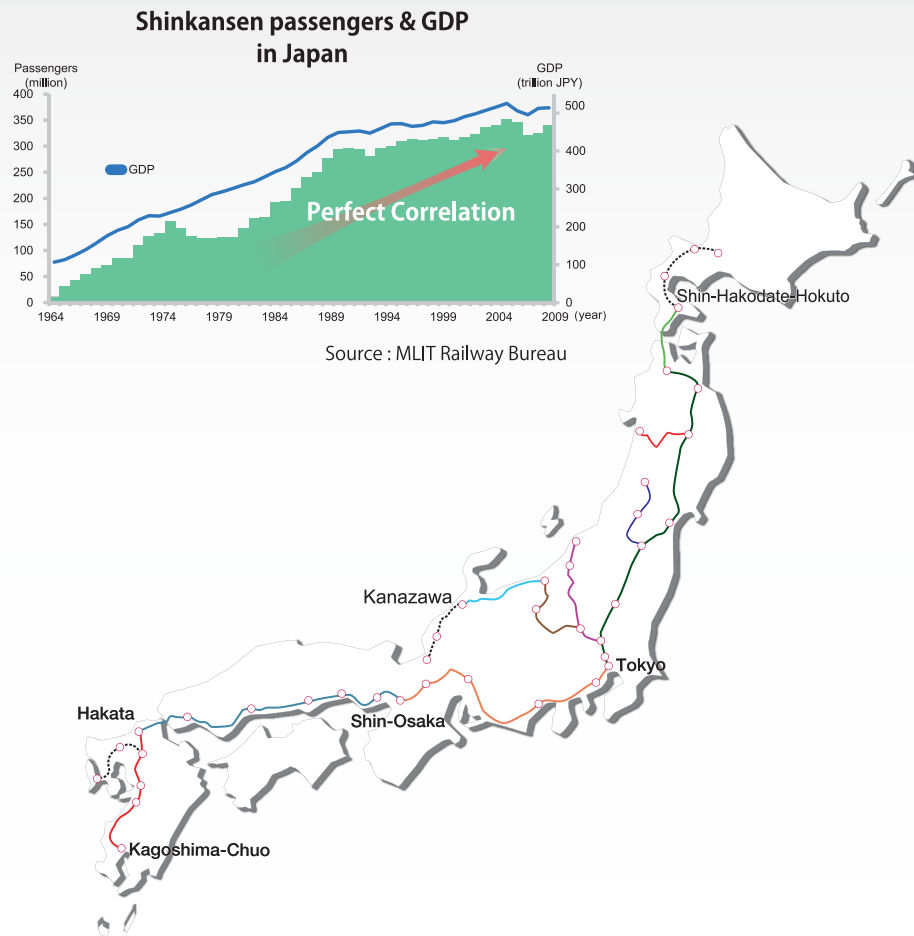 Shinkansen passengers & GDP
in Japan
Passengers
(million)
GDP
(trillion JPY)
400
350
300
250
200
150
100
50
0
500
400
300
200
100
0
GDP
Perfect Correlation
1964 1969 1974 1979 1984 1989 1994 1999 2004 2009 (year)
Source : MLIT Railway Bureau
Shin-Hakodate-Hokuto
Kanazawa
Tokyo
Hakata
Shin-Osaka
Kagoshima-Chuo